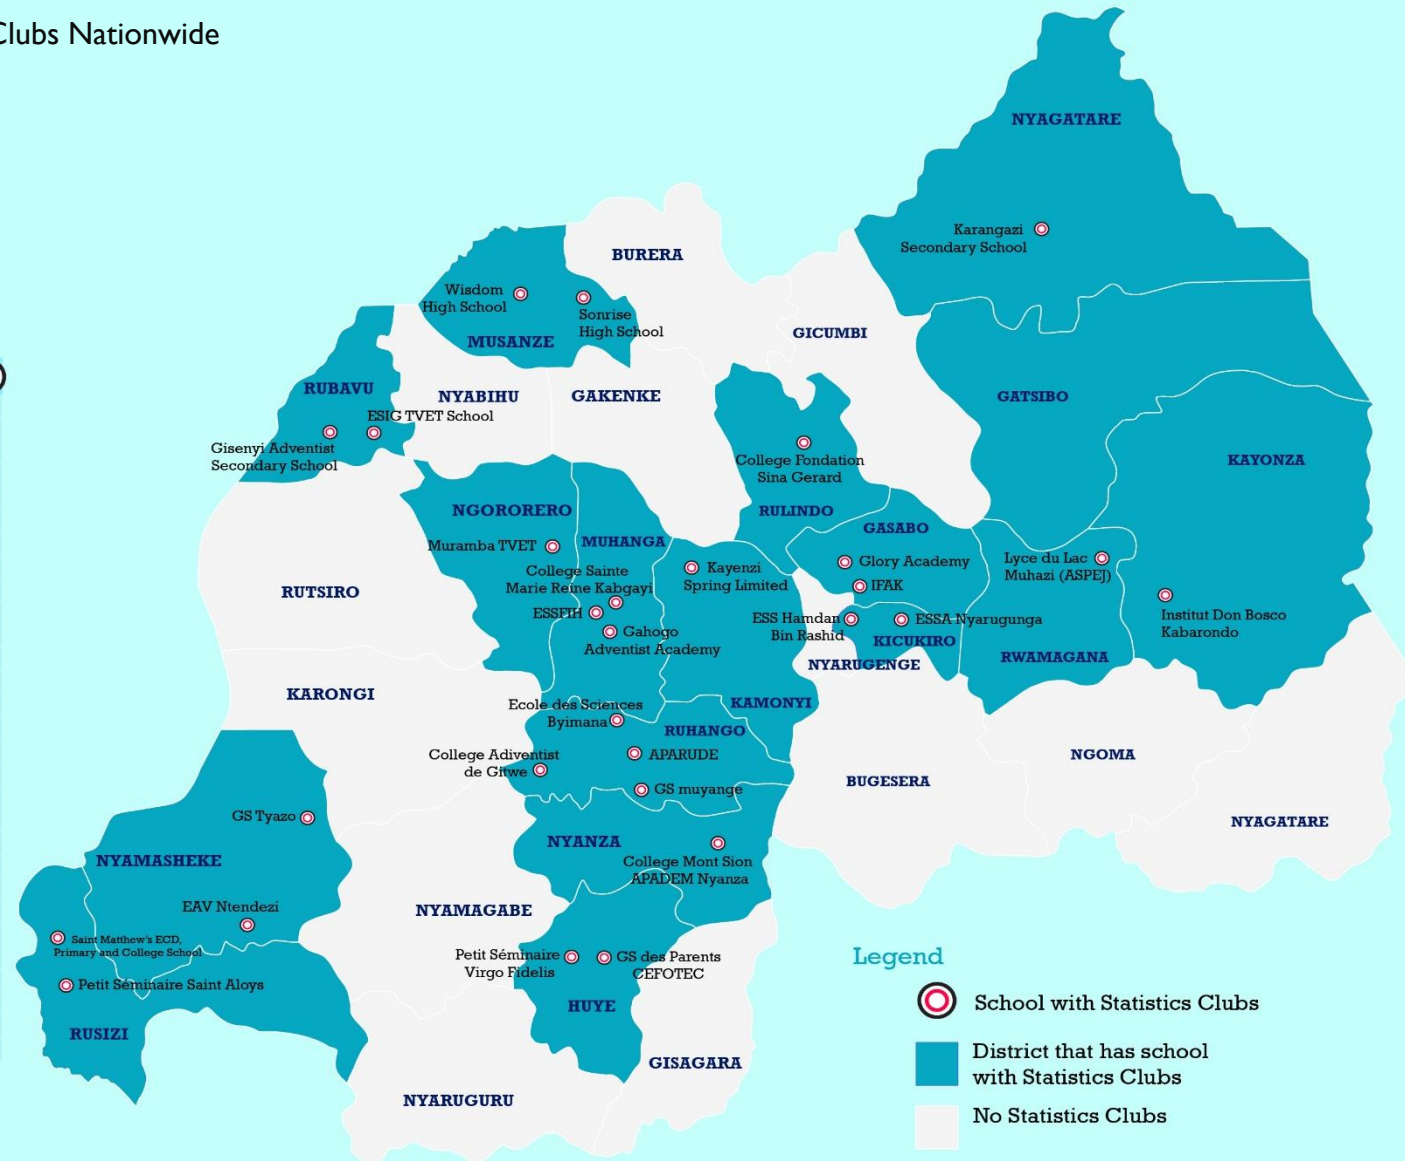 Clubs Nationwide
NYAGATARE
Karangazi
Secondary School
BURERA
Wisdom
High School
Sonrise
High School
MUSANZE
GICUMBI
RUBAVU
NYABIHU
GAKENKE
GATSIBO
ESIG TVET School
Gisenyi Adventist
Secondary School
College Fondation
Sina Gerard
KAYONZA
NGORORERO
RULINDO
GASABO
Muramba TVET
MUHANGA
College Sainte
Marie Reine Kabgayi
Kayenzi
Spring Limited
Glory Academy
IFAK
Lyce du Lac
Muhazi (ASPEJ)
RUTSIRO
ESSFIH
Gahogo
Adventist Academy
ESS Hamdan
Bin Rashid
ESSA Nyarugunga
KICUKIRO
Institut Don Bosco
Kabarondo
NYARUGENGE
RWAMAGANA
KARONGI
Ecole des Sciences
Byimana
KAMONYI
RUHANGO
College Adiventist
de Gitwe
APARUDE
GS muyange
BUGESERA
NGOMA
NYAGATARE
GS Tyazo
NYANZA
College Mont Sion
APADEM Nyanza
NYAMASHEKE
EAV Ntendezi
NYAMAGABE
Saint Matthew's ECD,
Primary and College School
Petit Séminaire
Virgo Fidelis
GS des Parents
CEFOTEC
Petit Séminaire Saint Aloys
RUSIZI
HUYE
GISAGARA
NYARUGURU
Legend
School with Statistics Clubs
District that has school
with Statistics Clubs
No Statistics Clubs